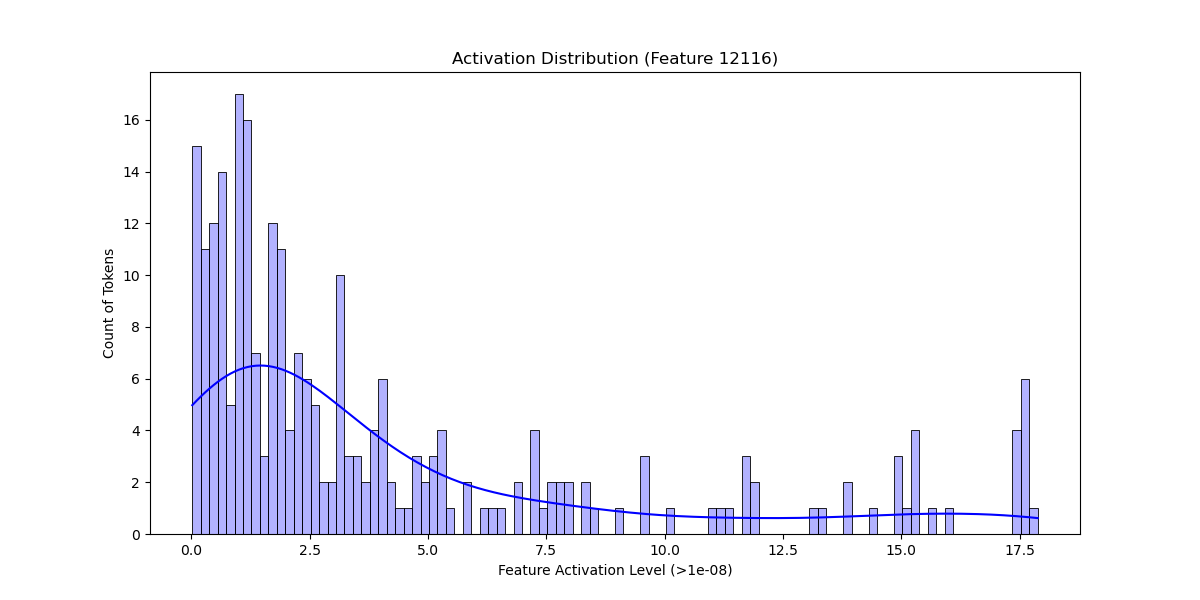 Activation Distribution (Feature 12116)
Count of Tokens
16
14
12
10
8
6
4
2
0
0.0 2.5 5.0 7.5 10.0 12.5 15.0 17.5
Feature Activation Level (>1e-08)